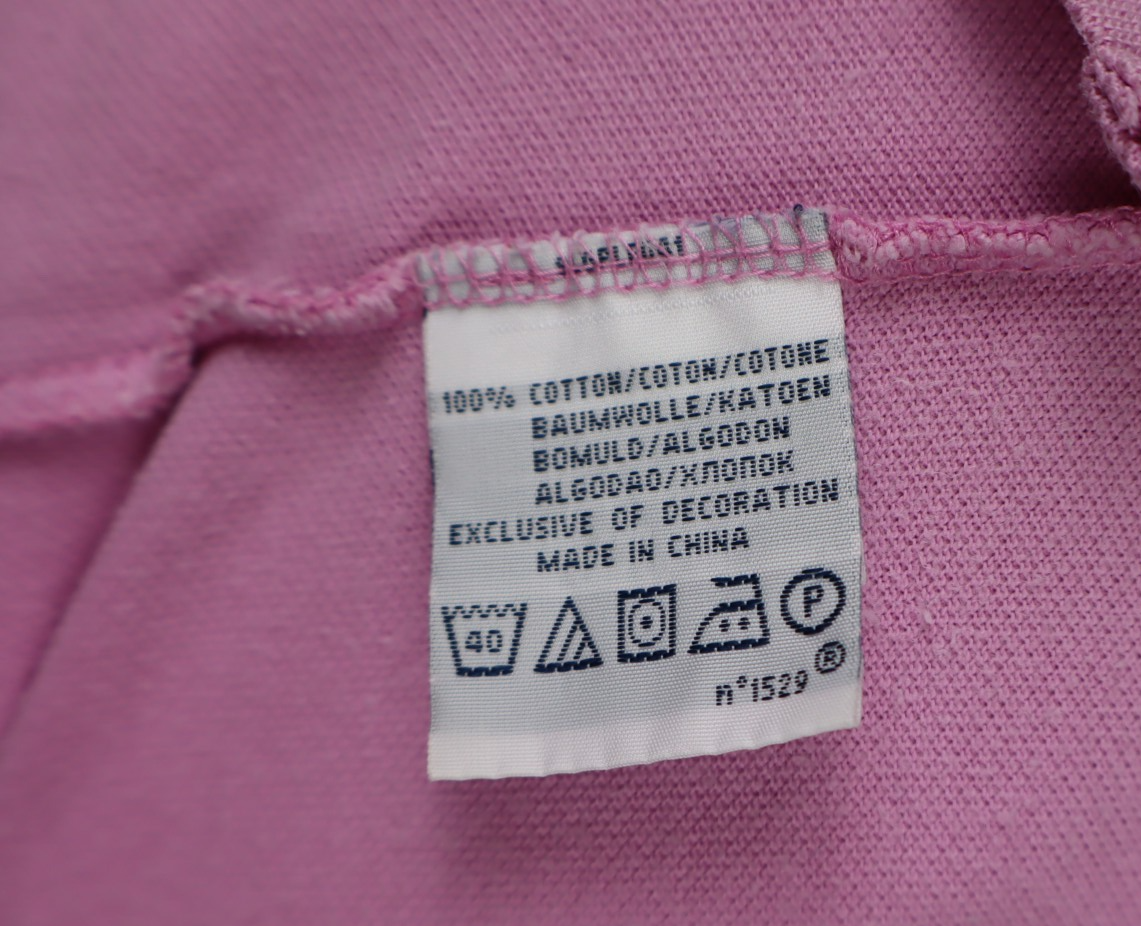 100% COTTON/COTON/COTONE
BAUMWOLLE/KATOEN
BOMULD/ALGODON
ALGODAO/ХЛОПОК
EXCLUSIVE OF DECORATION
MADE IN CHINA
40
P
n°1529®